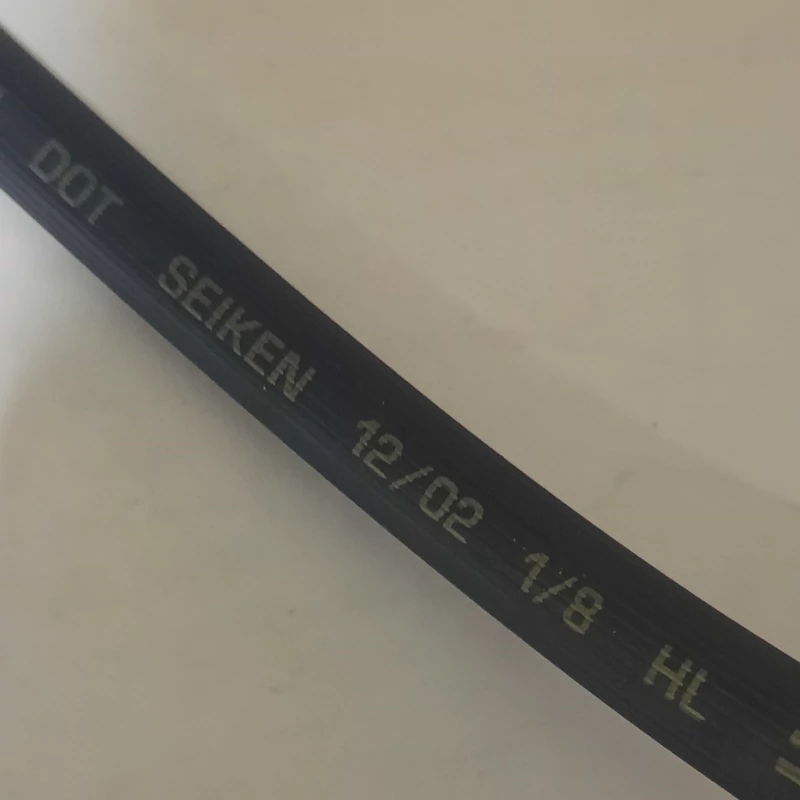 DOT SEIKEN 12/02 1/8 HL